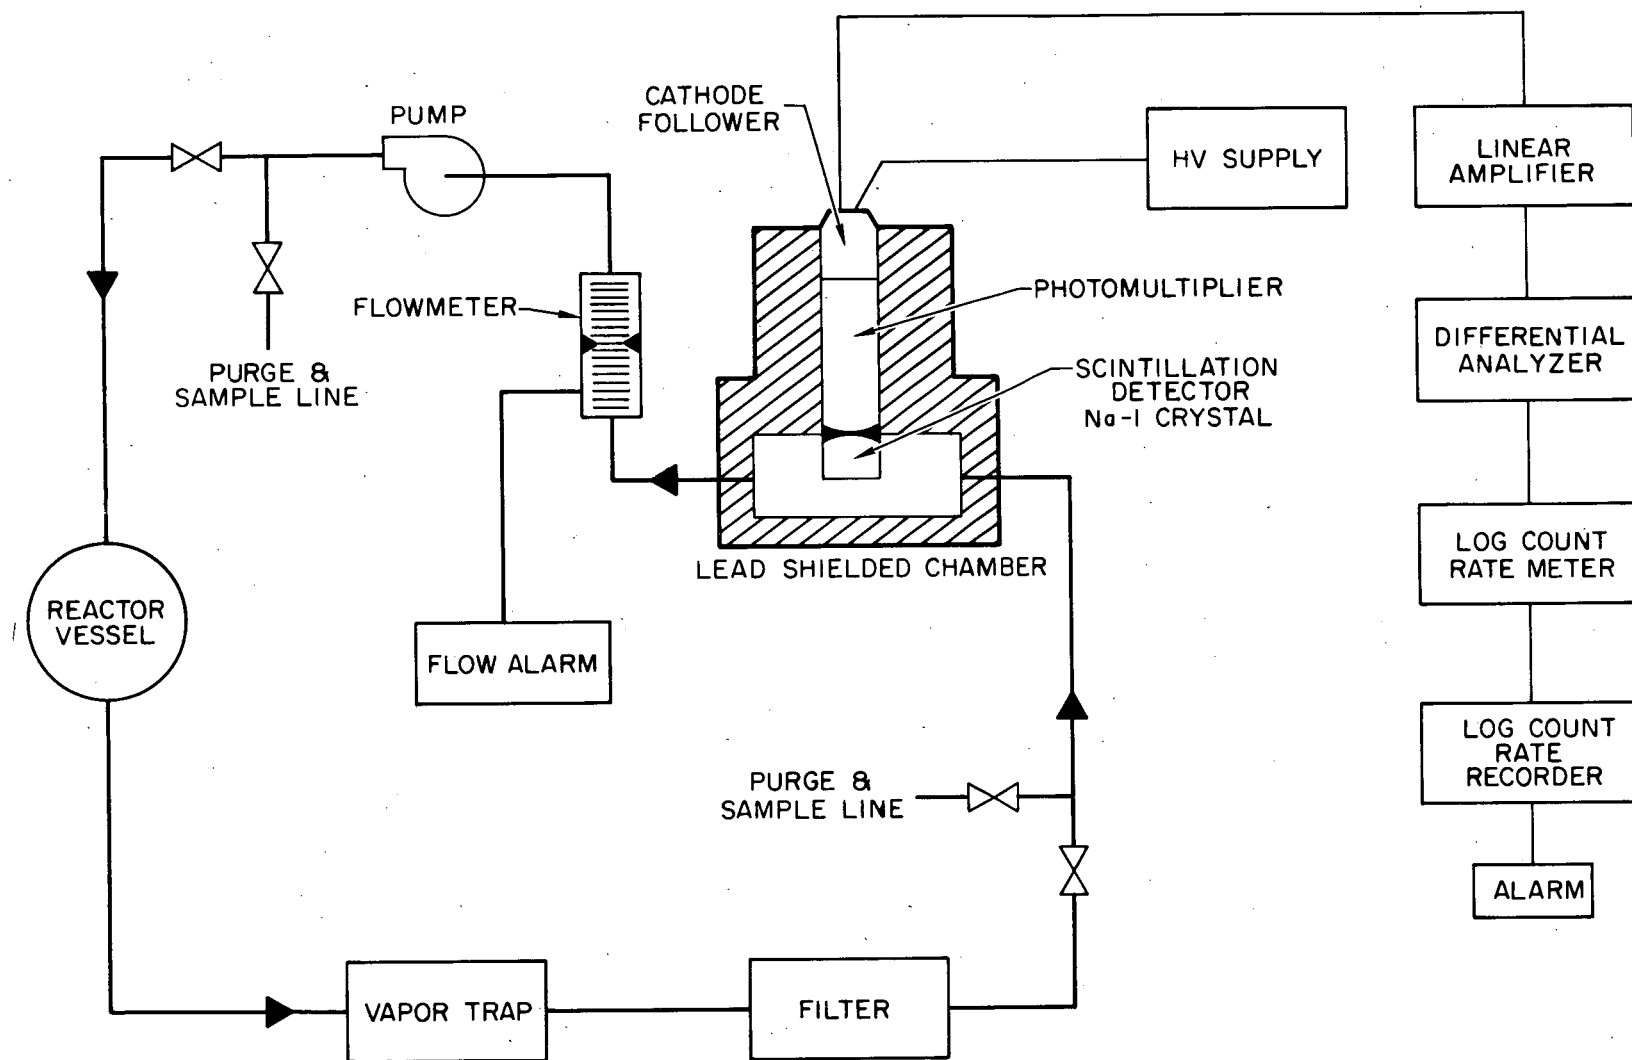 PUMP
CATHODE
FOLLOWER
HV SUPPLY
LINEAR
AMPLIFIER
FLOWMETER
PHOTOMULTIPLIER
PURGE &
SAMPLE LINE
SCINTILLATION
DETECTOR
Na-I CRYSTAL
DIFFERENTIAL
ANALYZER
LEAD SHIELDED CHAMBER
LOG COUNT
RATE METER
REACTOR
VESSEL
FLOW ALARM
PURGE &
SAMPLE LINE
LOG COUNT
RATE
RECORDER
ALARM
VAPOR TRAP
FILTER